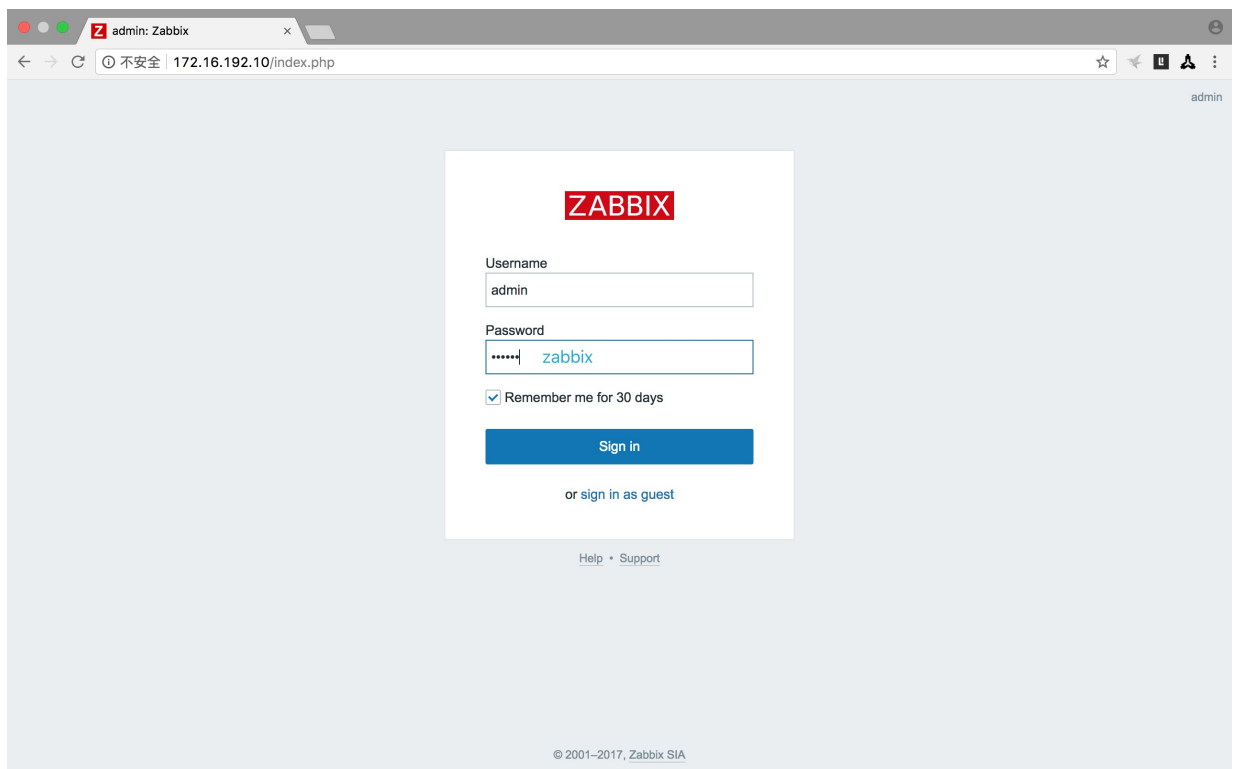 Z admin: Zabbix
不安全 172.16.192.10/index.php
admin
ZABBIX
Username
admin
Password
•••••• zabbix
Remember me for 30 days
Sign in
or sign in as guest
Help • Support
© 2001–2017, Zabbix SIA